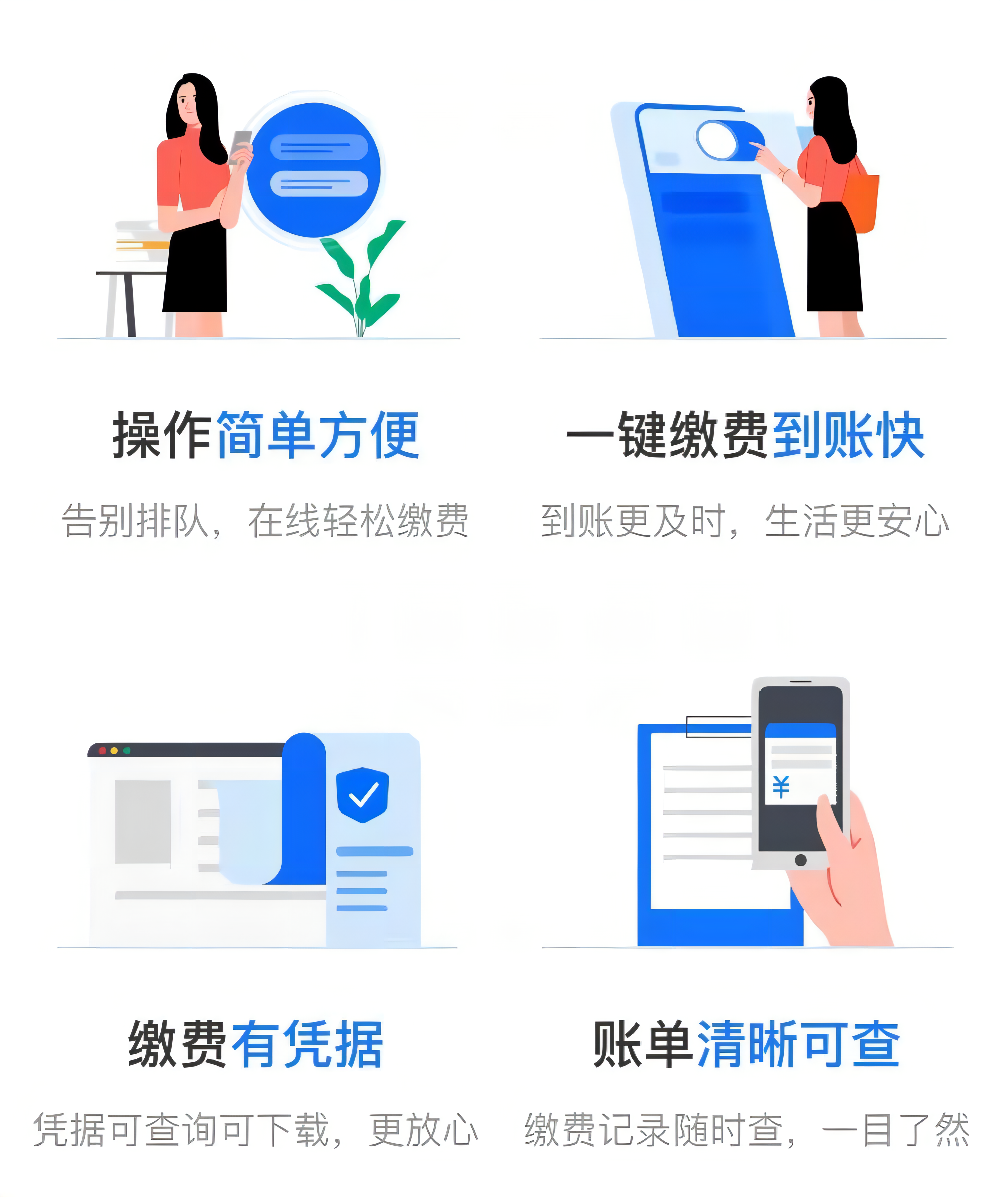 操作简单方便
告别排队，在线轻松缴费
一键缴费到账快
到账更及时，生活更安心
¥
缴费有凭据
凭据可查询可下载，更放心
账单清晰可查
缴费记录随时查，一目了然